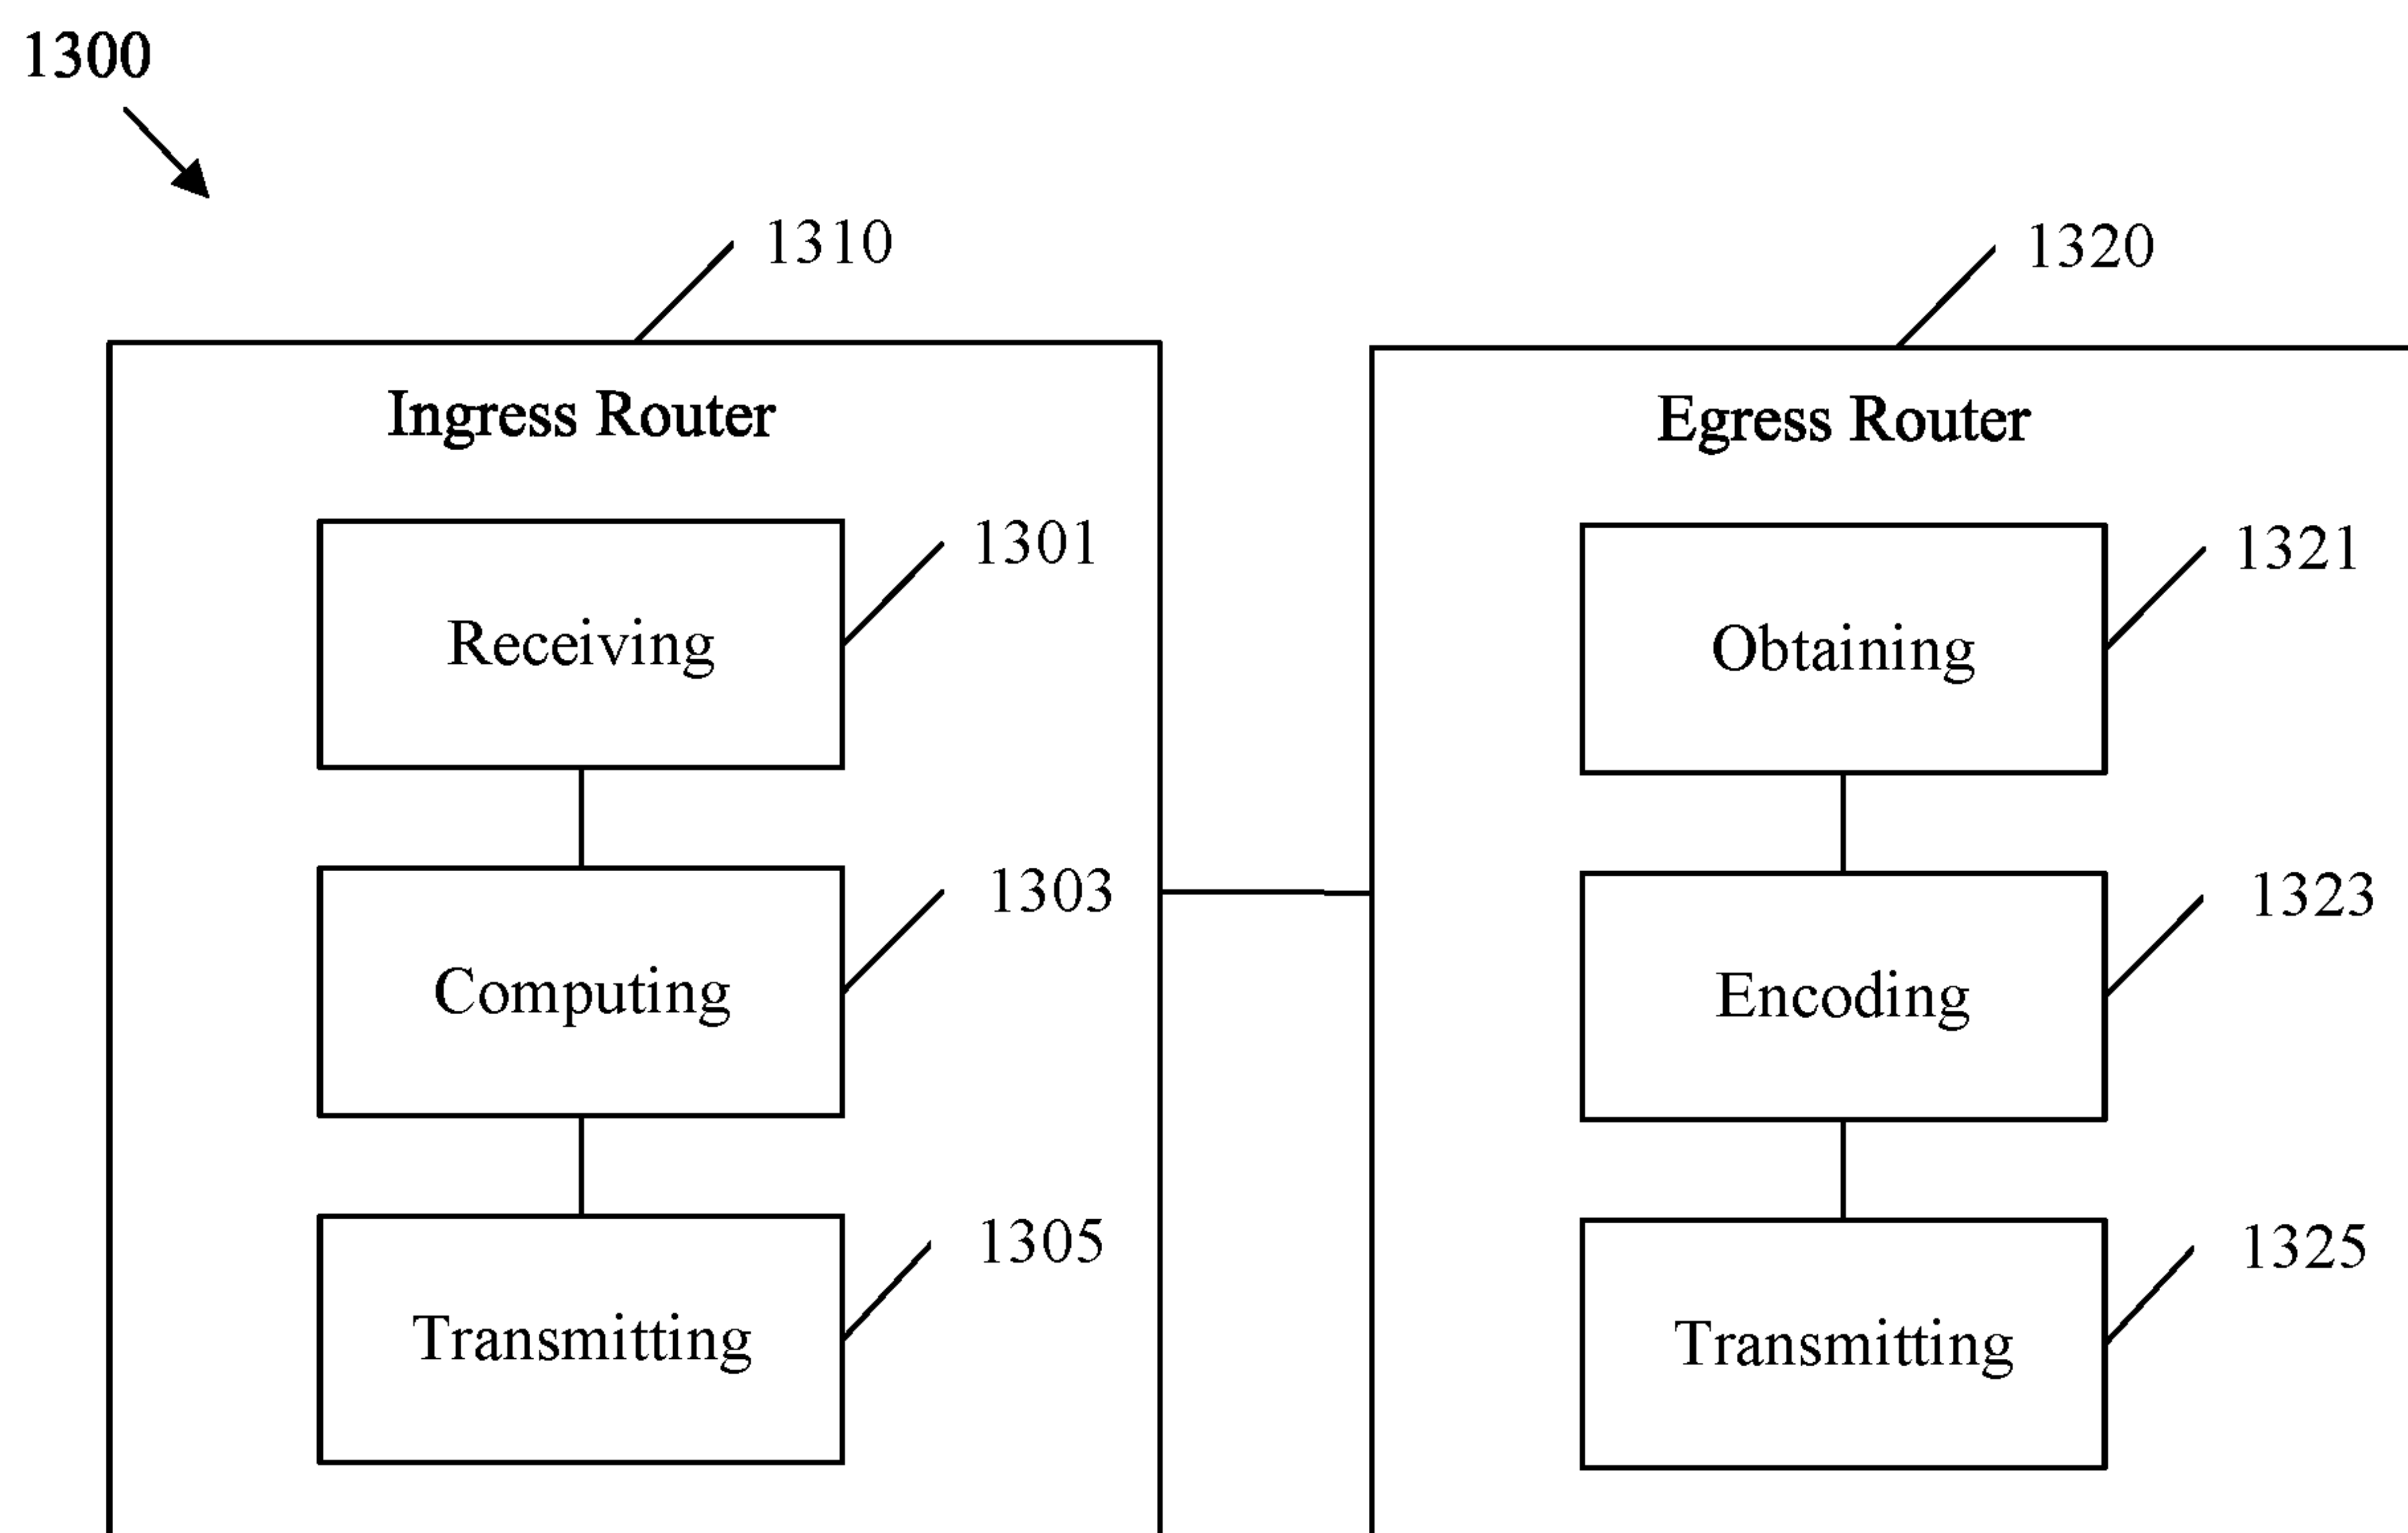 1300
1310
Ingress Router
Receiving
1301
Computing
1303
Transmitting
1305
1320
Egress Router
Obtaining
1321
Encoding
1323
Transmitting
1325